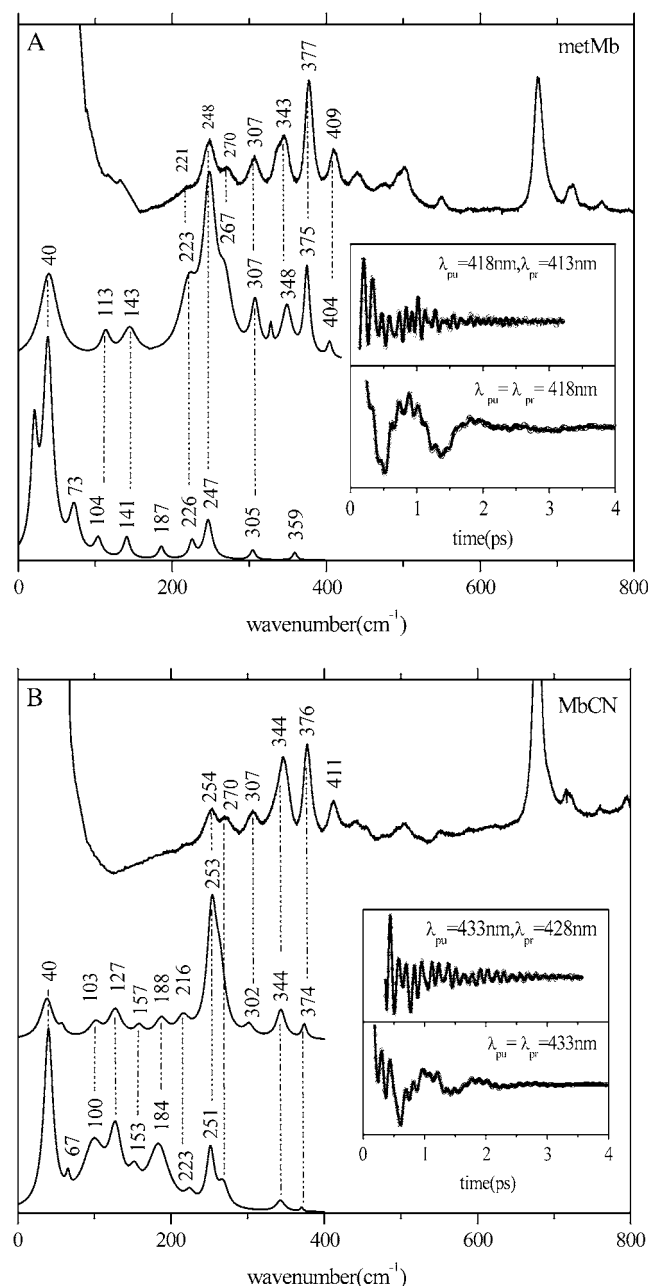 A
metMb
377
343
409
248
307
270
221
223
267
375
40
307
348
404
113
143
λpu=418nm,λpr=413nm
λpu= λpr=418nm
0 1 2 3 4
time(ps)
73
104
141
187
226
247
305
359
0 200 400 600 800
wavenumber(cm⁻¹)
B
MbCN
344
376
254
270
307
411
253
40
103
127
157
188
216
302
344
374
λpu=433nm,λpr=428nm
λpu= λpr=433nm
0 1 2 3 4
time(ps)
67
100
153
184
223
251
0 200 400 600 800
wavenumber(cm⁻¹)